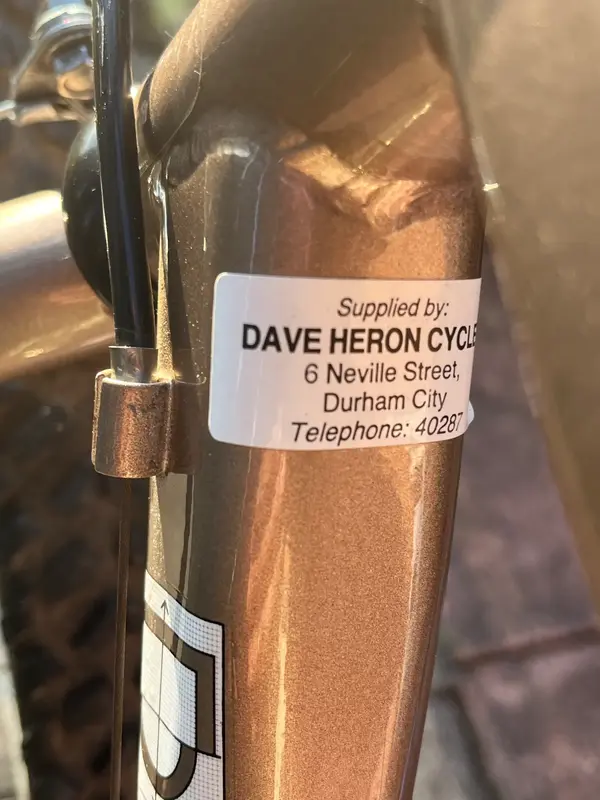 Supplied by:
DAVE HERON CYCLE
6 Neville Street,
Durham City
Telephone: 40287